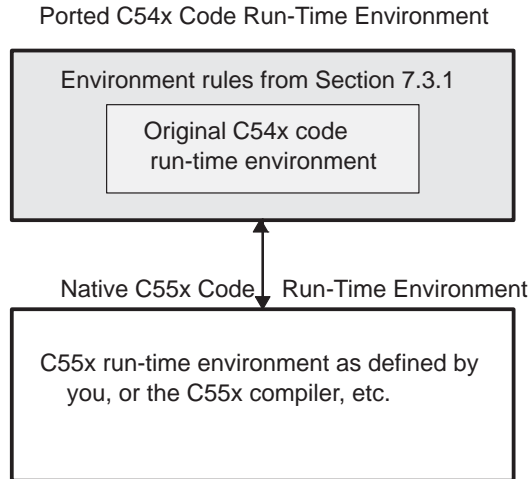 Ported C54x Code Run-Time Environment
Environment rules from Section 7.3.1
Original C54x code
run-time environment
Native C55x Code Run-Time Environment
C55x run-time environment as defined by
you, or the C55x compiler, etc.